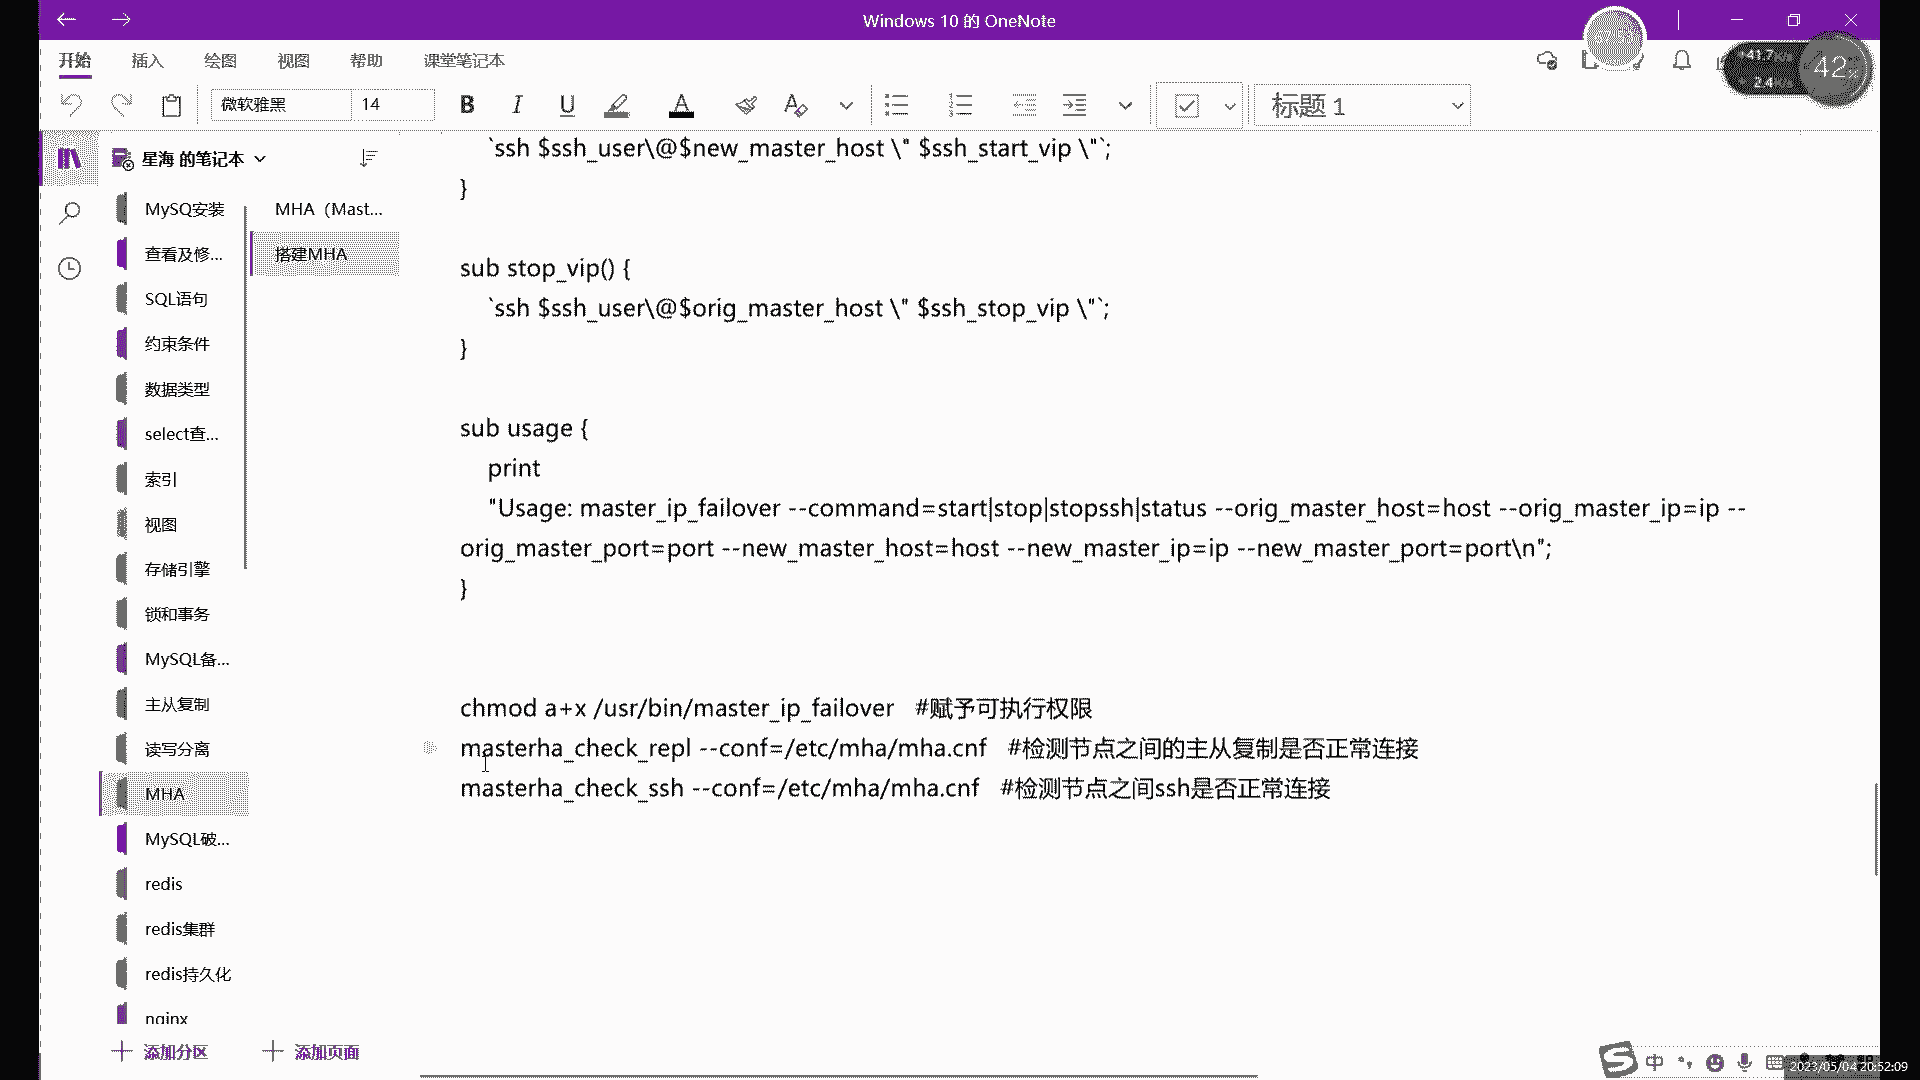 Windows 10 的 OneNote
开始 插入 绘图 视图 帮助 课堂笔记本
+41.7K/s
2.4K/s
42%
微软雅黑 14 B I U A 标题 1
星海 的笔记本
MySQ安装
查看及修...
SQL语句
约束条件
数据类型
select查...
索引
视图
存储引擎
锁和事务
MySQL备...
主从复制
读写分离
MHA
MySQL破...
redis
redis集群
redis持久化
nginx
添加分区
MHA（Mast...
搭建MHA
添加页面
`ssh $ssh_user\@$new_master_host \" $ssh_start_vip \"`;
}
sub stop_vip() {
`ssh $ssh_user\@$orig_master_host \" $ssh_stop_vip \"`;
}
sub usage {
print
"Usage: master_ip_failover --command=start|stop|stopssh|status --orig_master_host=host --orig_master_ip=ip --
orig_master_port=port --new_master_host=host --new_master_ip=ip --new_master_port=port\n";
}
chmod a+x /usr/bin/master_ip_failover #赋予可执行权限
masterha_check_repl --conf=/etc/mha/mha.cnf #检测节点之间的主从复制是否正常连接
masterha_check_ssh --conf=/etc/mha/mha.cnf #检测节点之间ssh是否正常连接
中
2023/05/04 20:52:09